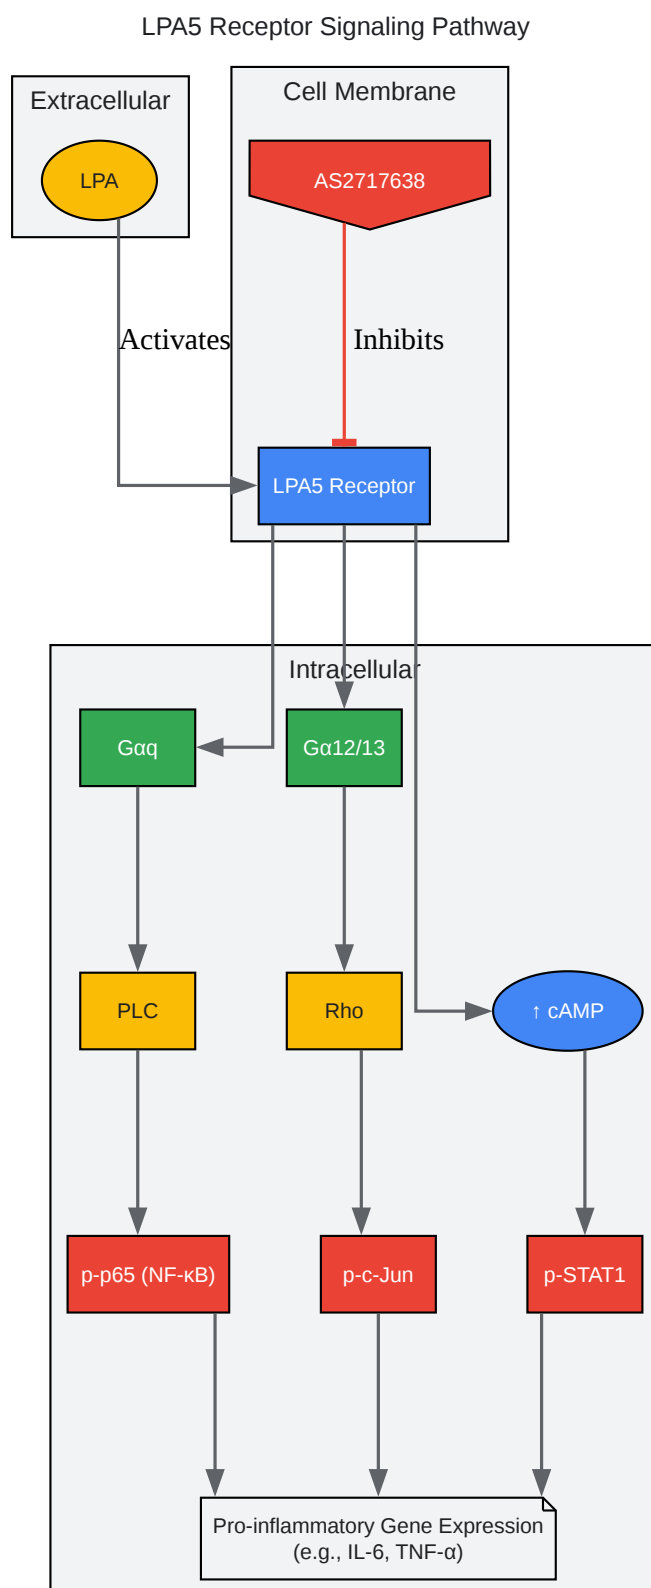 LPA5 Receptor Signaling Pathway
Extracellular
Cell Membrane
LPA
AS2717638
Activates
Inhibits
LPA5 Receptor
Intracellular
Gαq
Gα12/13
PLC
Rho
↑ cAMP
p-p65 (NF-κB)
p-c-Jun
p-STAT1
Pro-inflammatory Gene Expression
(e.g., IL-6, TNF-α)